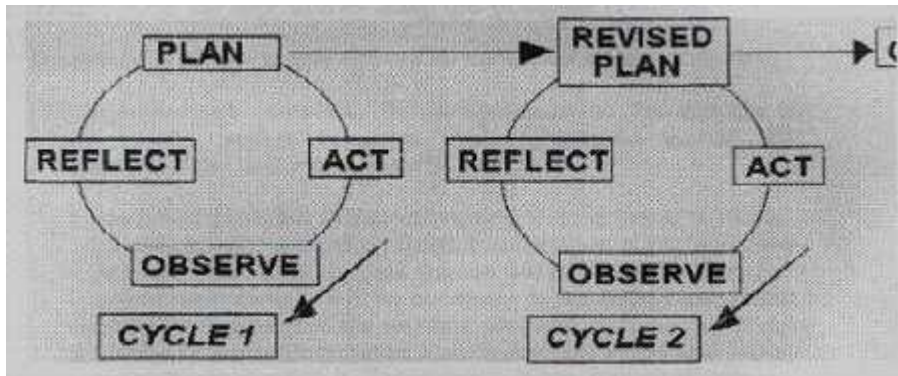 PLAN
REVISED
PLAN
REFLECT
ACT
REFLECT
ACT
OBSERVE
OBSERVE
CYCLE 1
CYCLE 2